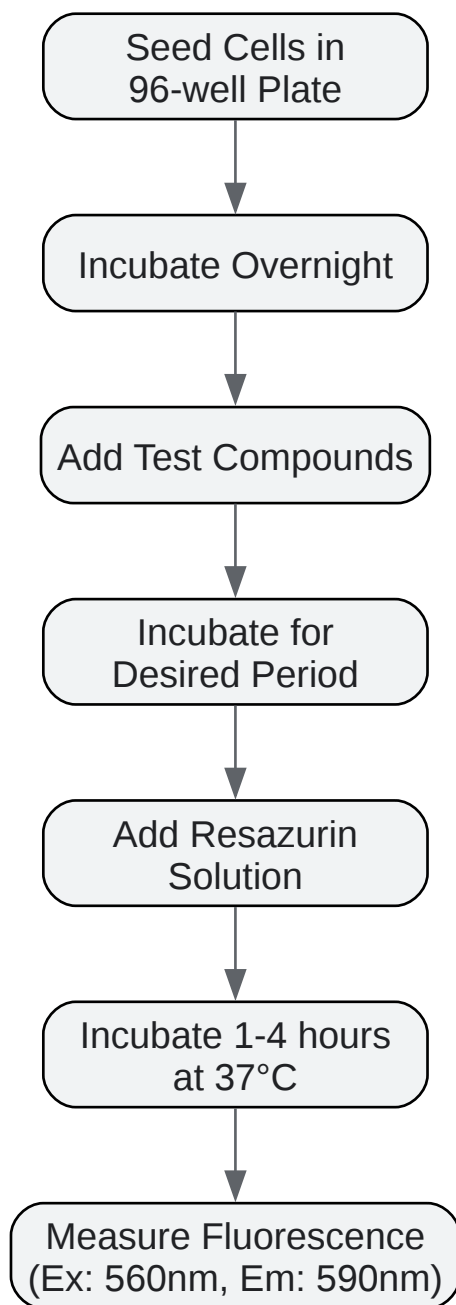 Seed Cells in
96-well Plate
Incubate Overnight
Add Test Compounds
Incubate for
Desired Period
Add Resazurin
Solution
Incubate 1-4 hours
at 37°C
Measure Fluorescence
(Ex: 560nm, Em: 590nm)